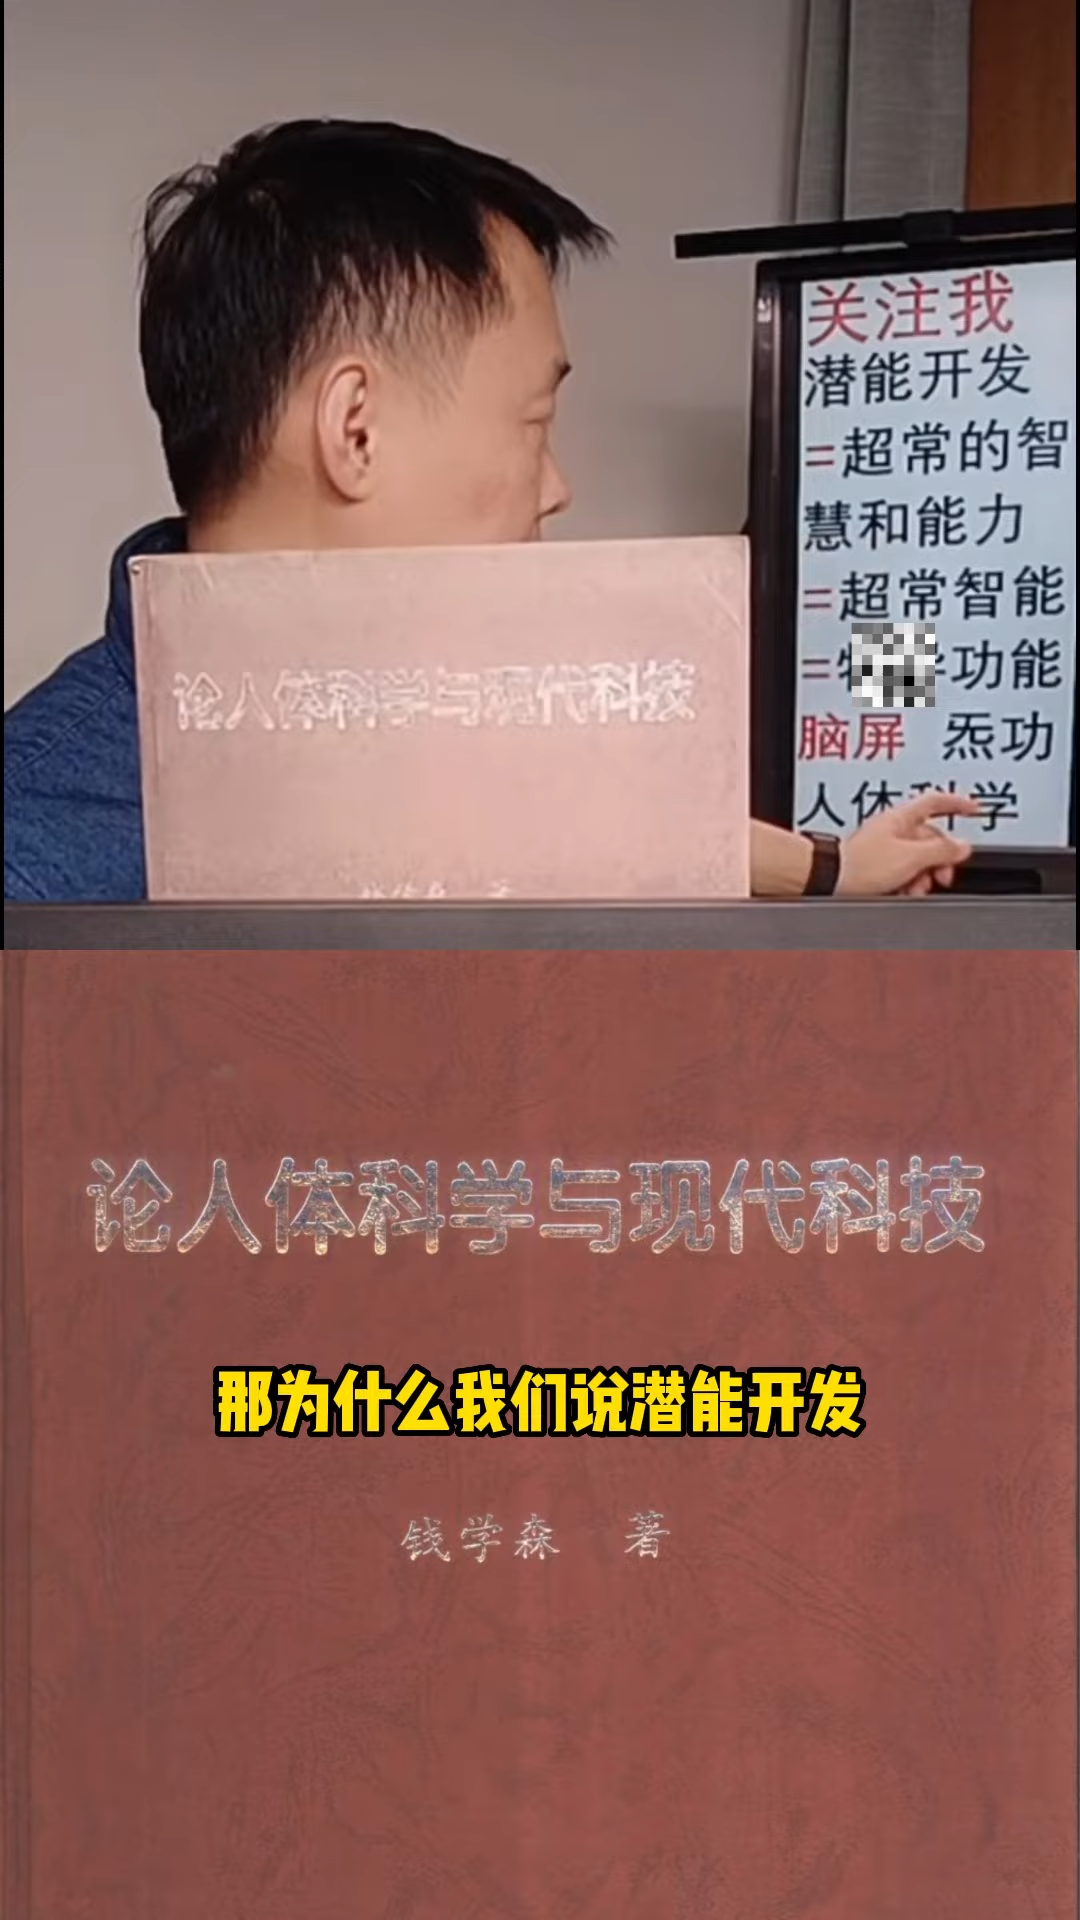 关注我
潜能开发
=超常的智
慧和能力
=超常智能
=功能
脑屏 炁功
人体科学
论人体科学与现代科技
论人体科学与现代科技
那为什么我们说潜能开发
钱学森 著